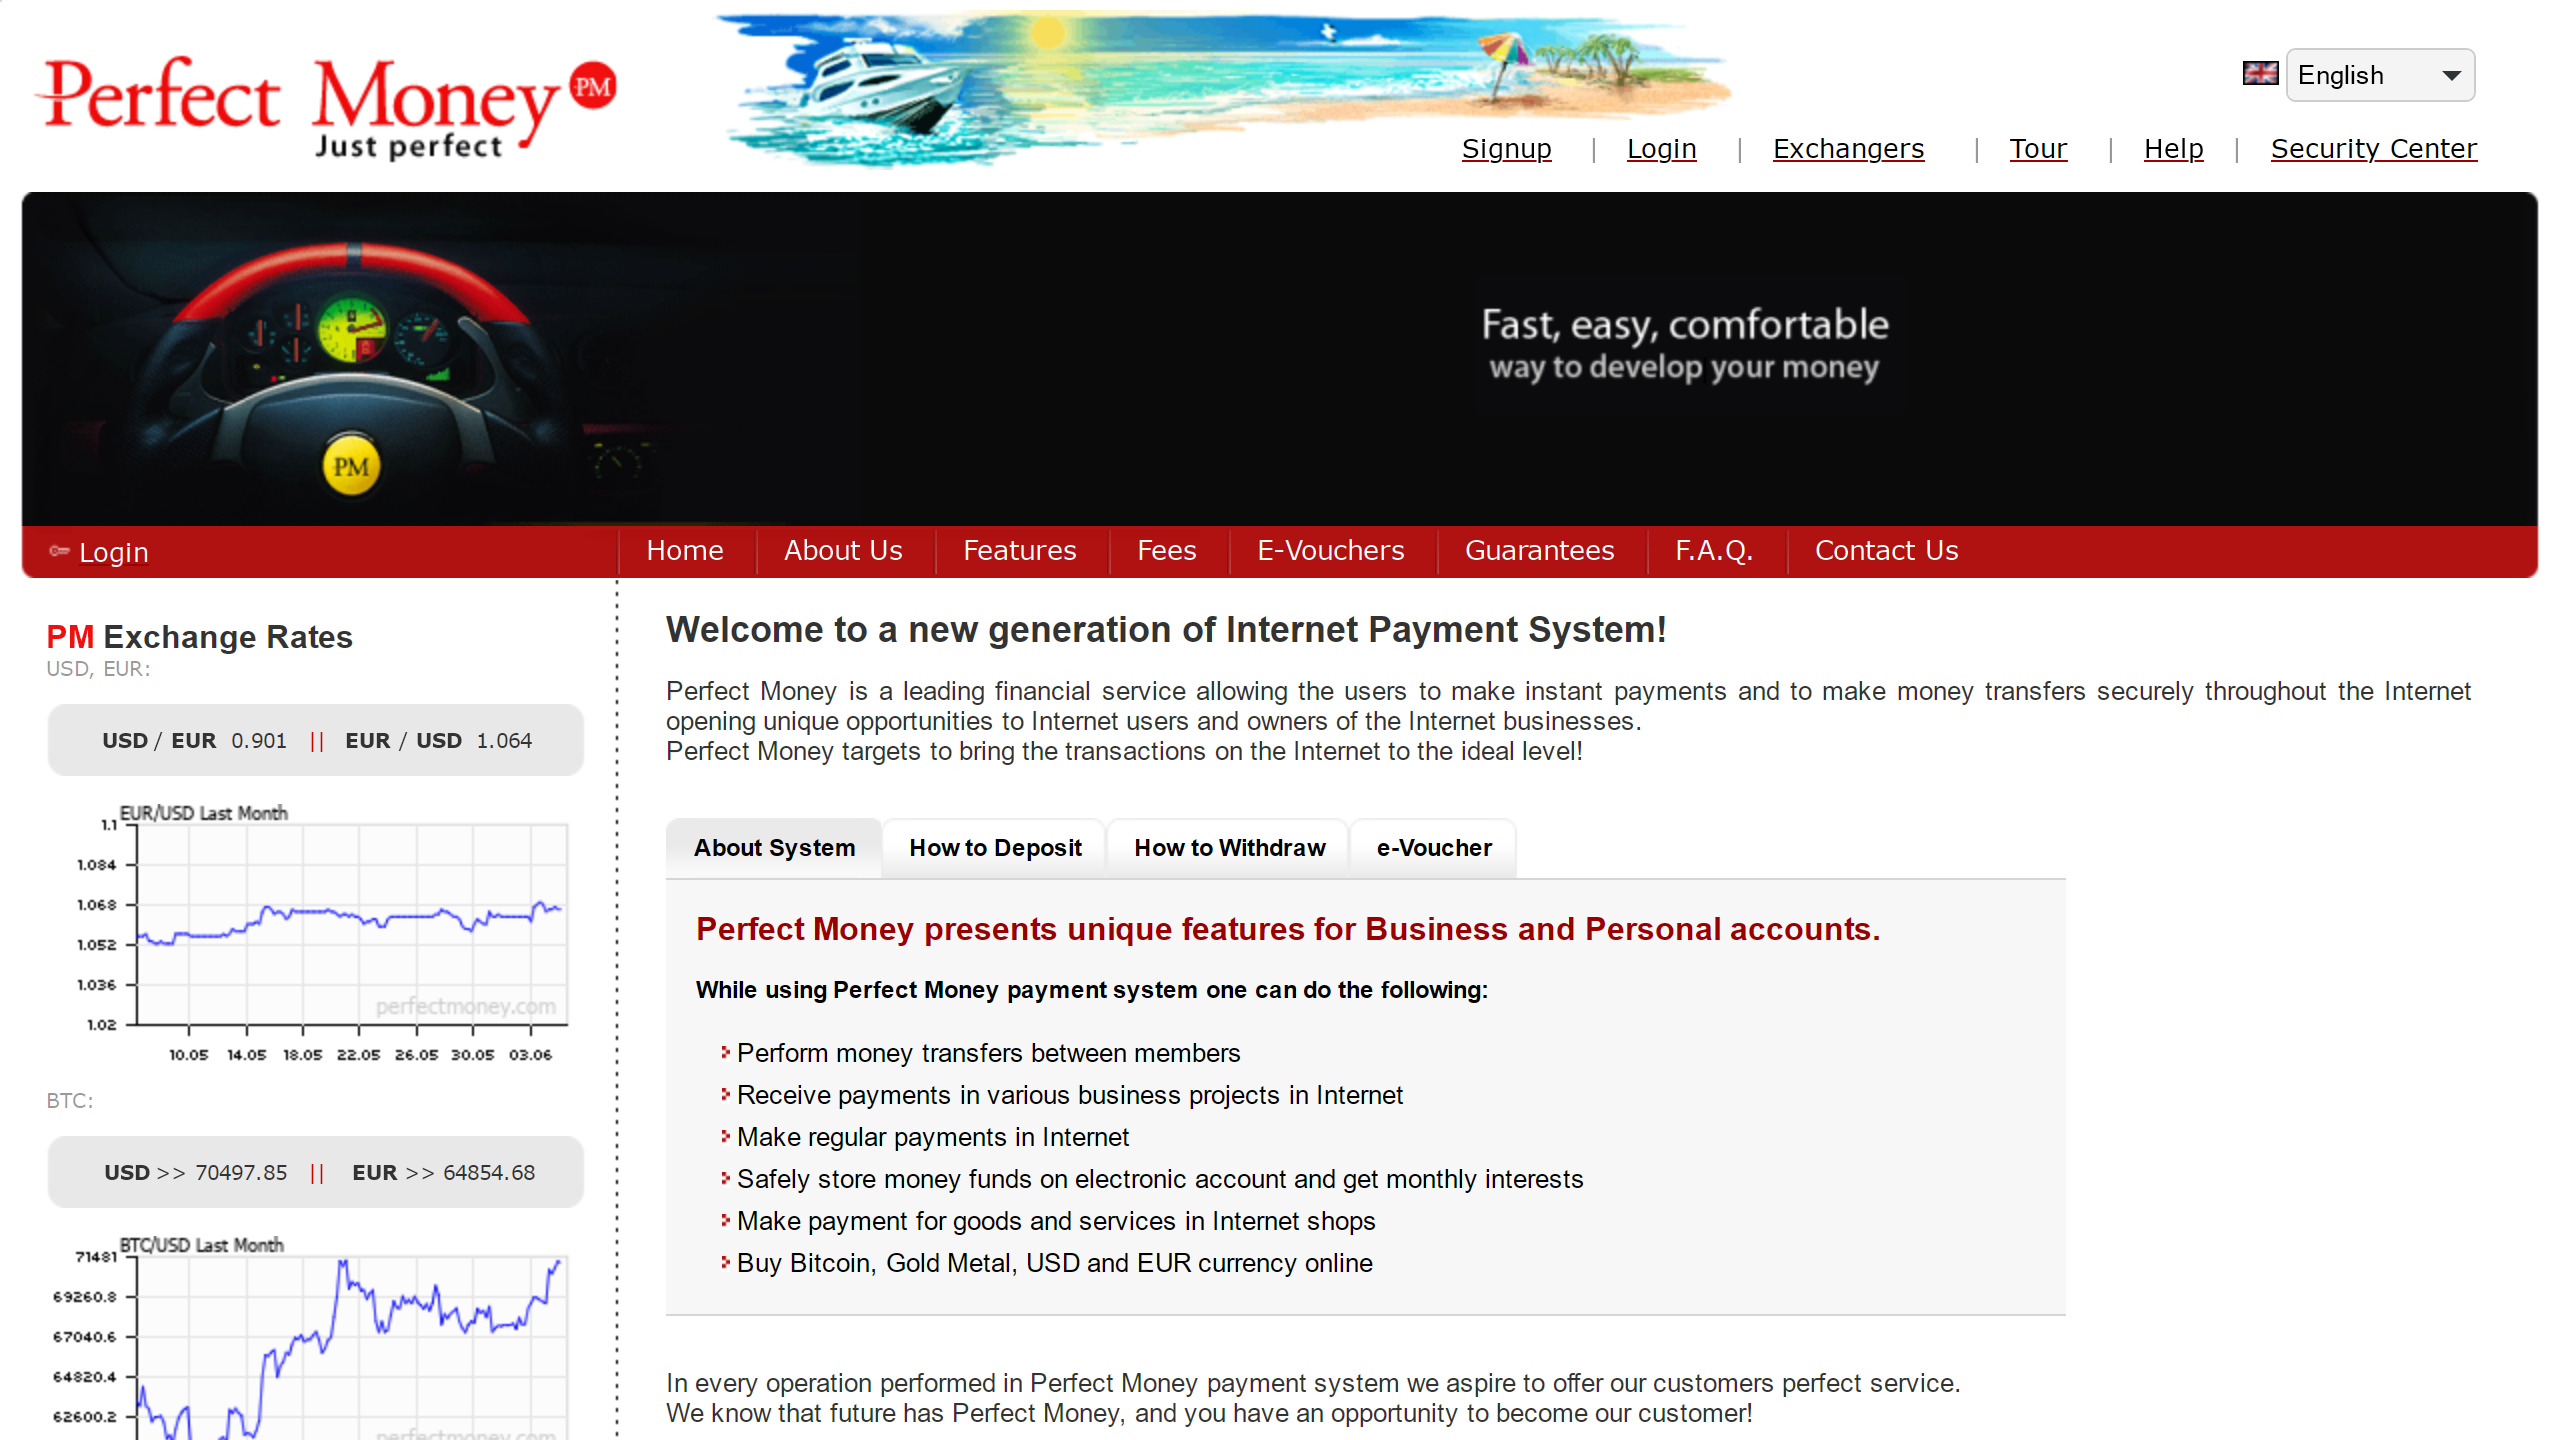 Perfect Money PM
Just perfect
English
Signup | Login | Exchangers | Tour | Help | Security Center
Fast, easy, comfortable
way to develop your money
PM
Login
Home
About Us
Features
Fees
E-Vouchers
Guarantees
F.A.Q.
Contact Us
PM Exchange Rates
USD, EUR:
USD / EUR 0.901 || EUR / USD 1.064
EUR/USD Last Month
1.1
1.084
1.068
1.052
1.036
1.02
perfectmoney.com
10.05 14.05 18.05 22.05 26.05 30.05 03.06
BTC:
USD >> 70497.85 || EUR >> 64854.68
BTC/USD Last Month
71481
69260.8
67040.6
64820.4
62600.2
perfectmoney.com
Welcome to a new generation of Internet Payment System!
Perfect Money is a leading financial service allowing the users to make instant payments and to make money transfers securely throughout the Internet
opening unique opportunities to Internet users and owners of the Internet businesses.
Perfect Money targets to bring the transactions on the Internet to the ideal level!
About System
How to Deposit
How to Withdraw
e-Voucher
Perfect Money presents unique features for Business and Personal accounts.
While using Perfect Money payment system one can do the following:
Perform money transfers between members
Receive payments in various business projects in Internet
Make regular payments in Internet
Safely store money funds on electronic account and get monthly interests
Make payment for goods and services in Internet shops
Buy Bitcoin, Gold Metal, USD and EUR currency online
In every operation performed in Perfect Money payment system we aspire to offer our customers perfect service.
We know that future has Perfect Money, and you have an opportunity to become our customer!